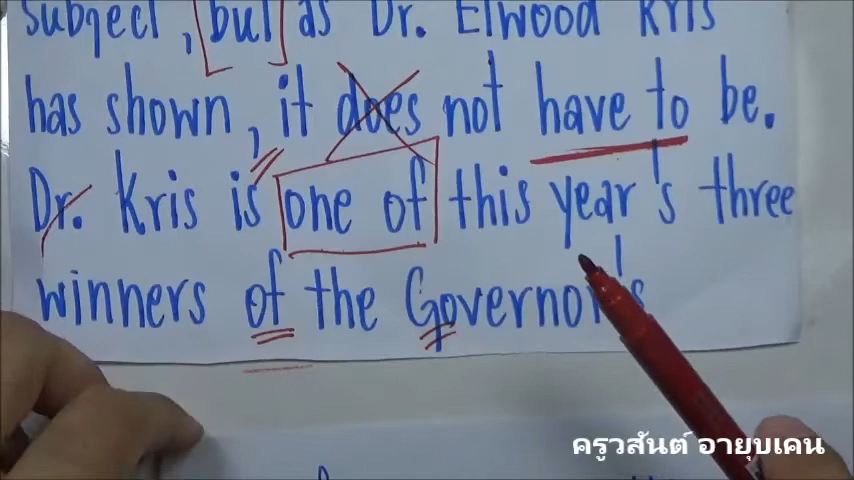 subject, but as Dr. Elwood Kris
has shown, it does not have to be.
Dr. Kris is one of this year's three
winners of the Governor's
ครูวสันต์ อายุบเคน